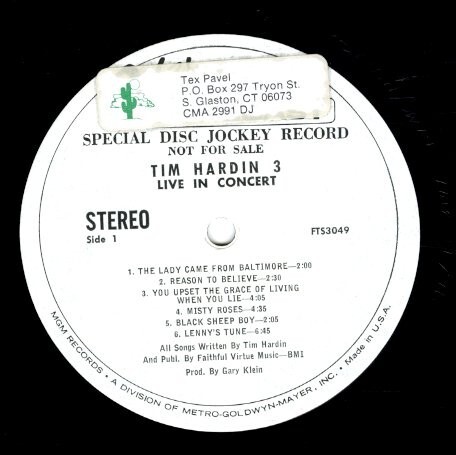 Tex Pavel
P.O. Box 297 Tryon St.
S. Glaston, CT 06073
CMA 2991 DJ
SPECIAL DISC JOCKEY RECORD
NOT FOR SALE
TIM HARDIN 3
LIVE IN CONCERT
STEREO
Side 1
FTS3049
1. THE LADY CAME FROM BALTIMORE—2:00
2. REASON TO BELIEVE—2:30
3. YOU UPSET THE GRACE OF LIVING
WHEN YOU LIE—4:05
4. MISTY ROSES—4:35
5. BLACK SHEEP BOY—2:05
6. LENNY'S TUNE—6:45
All Songs Written By Tim Hardin
And Publ. By Faithful Virtue Music—BMI
Prod. By Gary Klein
MGM RECORDS • A DIVISION OF METRO-GOLDWYN-MAYER, INC. • Made in U.S.A.